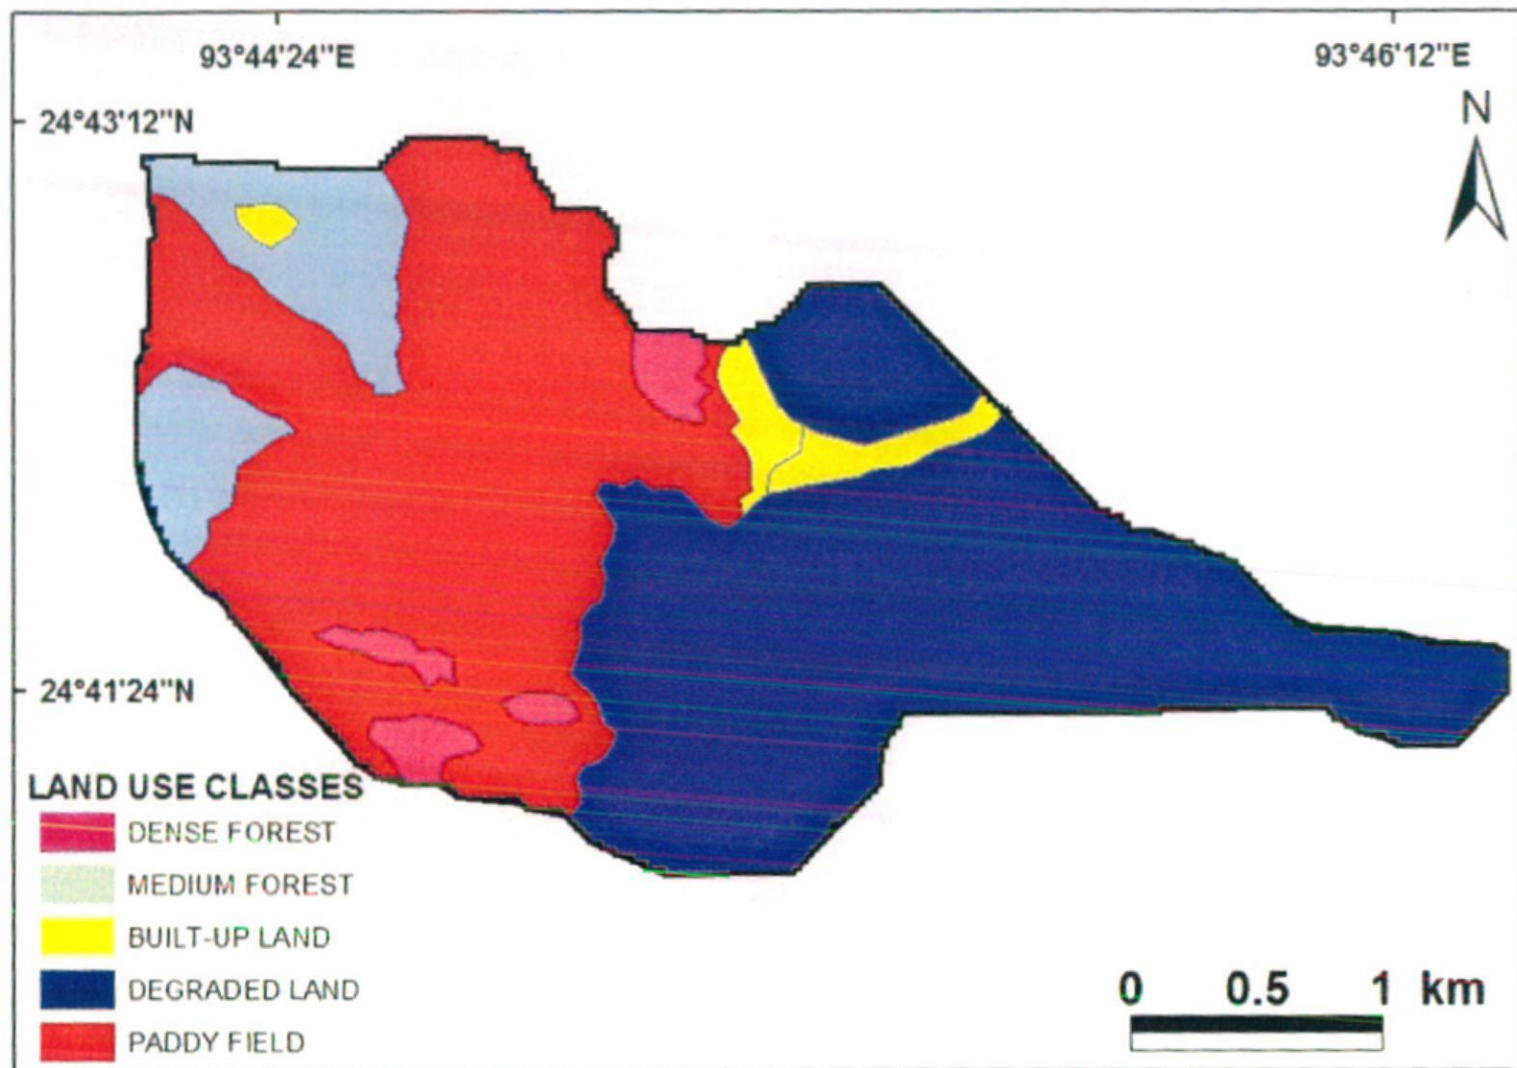 93°44'24"E 93°46'12"E
N
24°43'12"N
24°41'24"N
LAND USE CLASSES
DENSE FOREST
MEDIUM FOREST
BUILT-UP LAND
DEGRADED LAND
PADDY FIELD
0 0.5 1 km